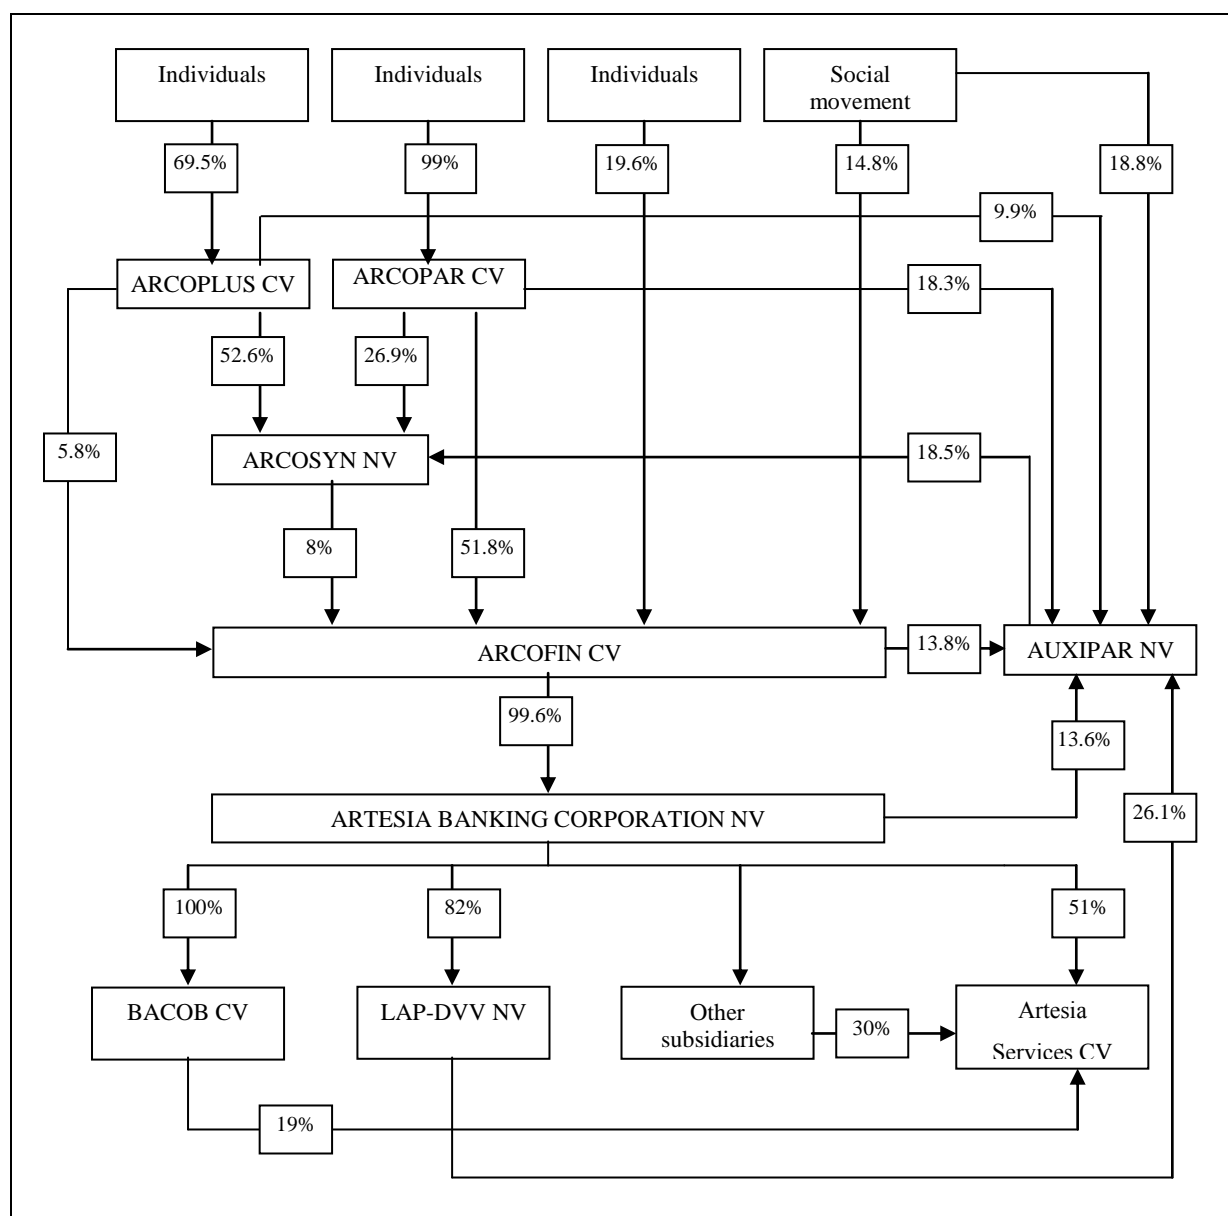 Individuals
Individuals
Individuals
Social
movement
69.5%
99%
19.6%
14.8%
18.8%
9.9%
ARCOPLUS CV
ARCOPAR CV
18.3%
52.6%
26.9%
5.8%
ARCOSYN NV
18.5%
8%
51.8%
ARCOFIN CV
13.8%
AUXIPAR NV
99.6%
13.6%
ARTESIA BANKING CORPORATION NV
26.1%
100%
82%
51%
BACOB CV
LAP-DVV NV
Other
subsidiaries
30%
Artesia
Services CV
19%